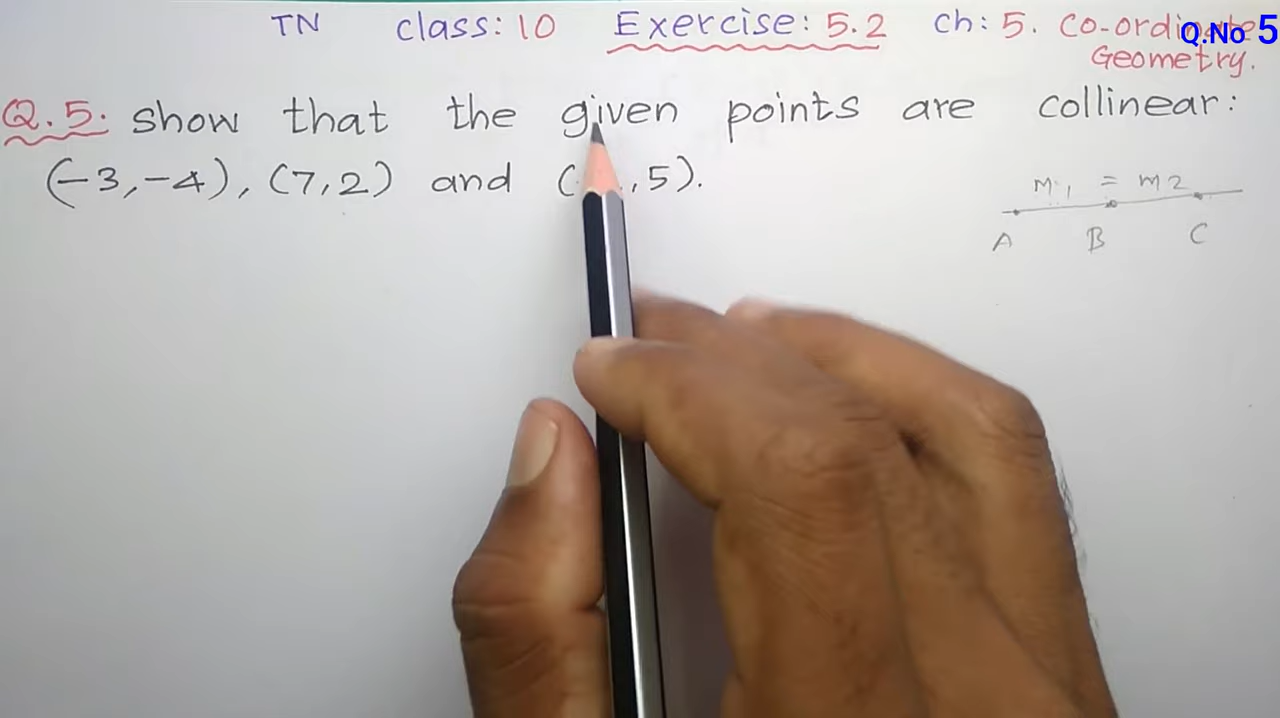 TN class: 10 Exercise: 5.2 ch: 5. Co-ordinate Geometry.
Q.No 5
Q.5: show that the given points are collinear:
(-3,-4), (7,2) and ( ,5).
m1 = m2
A B C